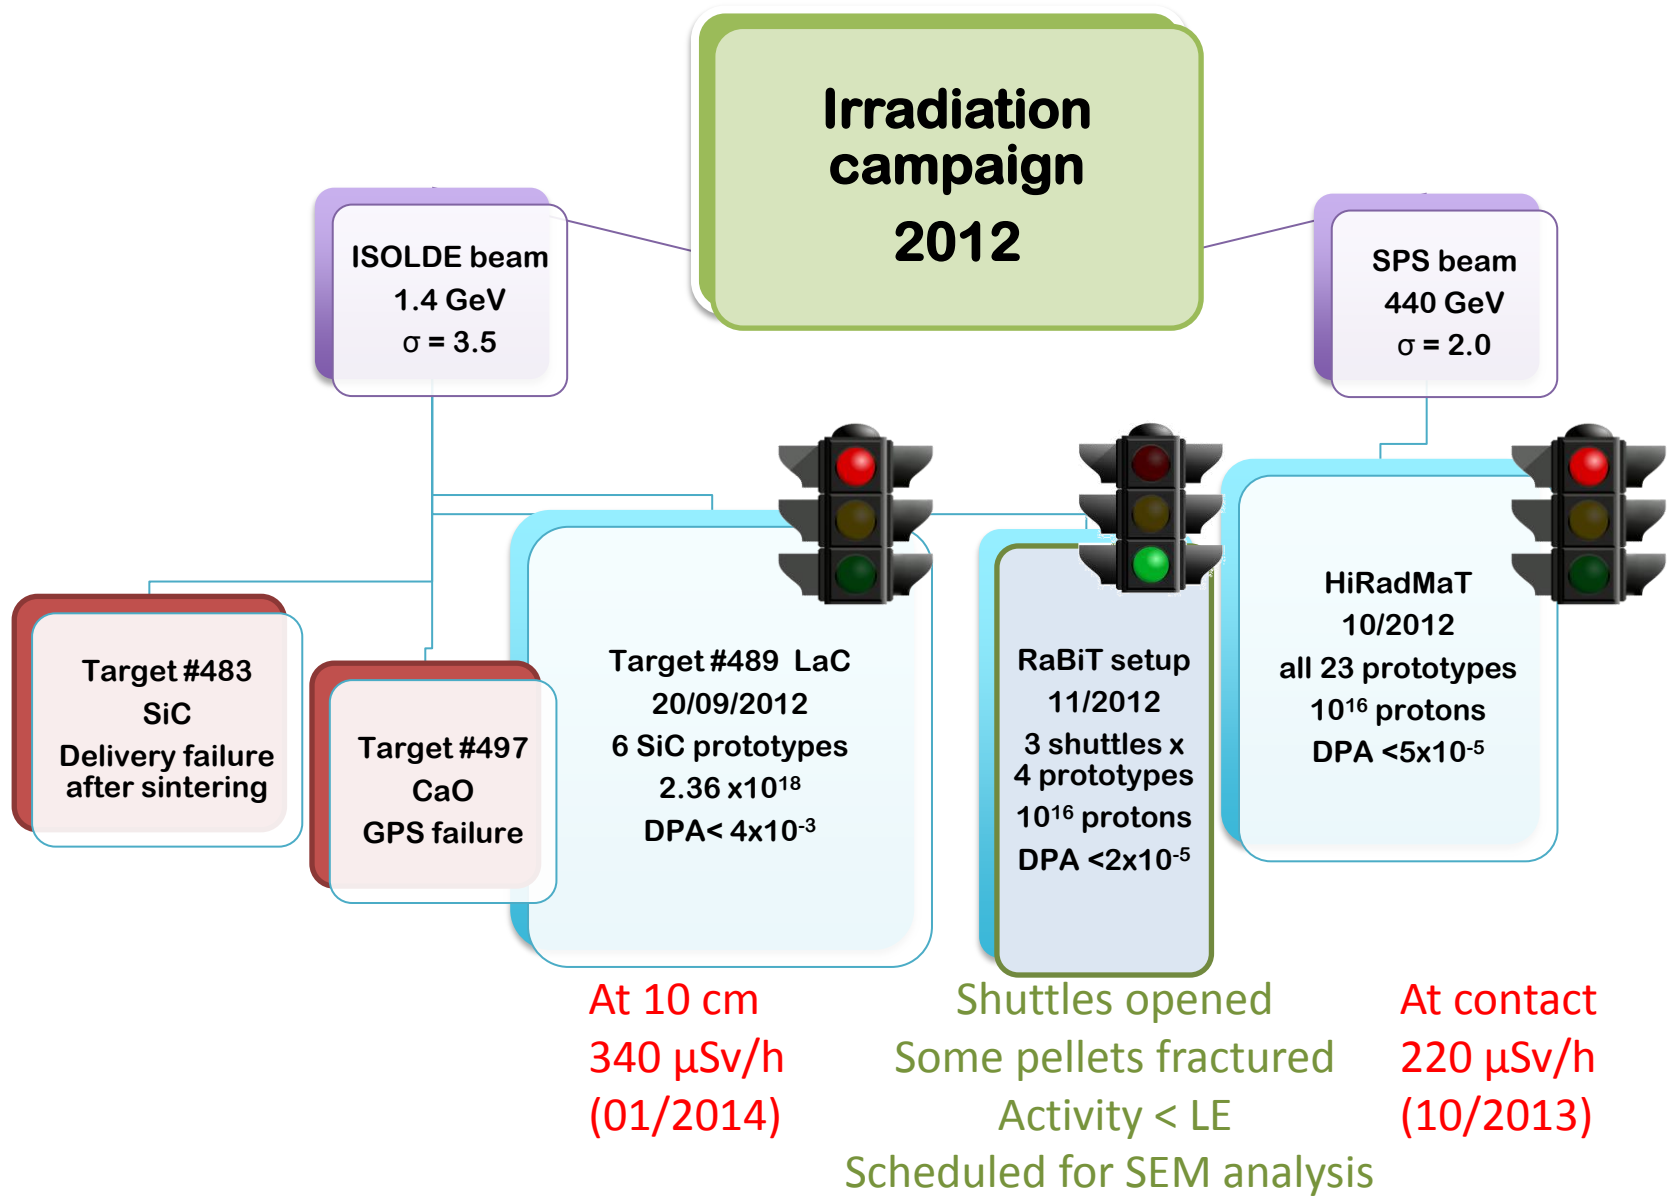 Irradiation
campaign
2012
ISOLDE beam
1.4 GeV
σ = 3.5
SPS beam
440 GeV
σ = 2.0
Target #483
SiC
Delivery failure
after sintering
Target #497
CaO
GPS failure
Target #489 LaC
20/09/2012
6 SiC prototypes
2.36 x10¹⁸
DPA< 4x10⁻³
RaBiT setup
11/2012
3 shuttles x
4 prototypes
10¹⁶ protons
DPA <2x10⁻⁵
HiRadMaT
10/2012
all 23 prototypes
10¹⁶ protons
DPA <5x10⁻⁵
At 10 cm
340 µSv/h
(01/2014)
Shuttles opened
Some pellets fractured
Activity < LE
Scheduled for SEM analysis
At contact
220 µSv/h
(10/2013)